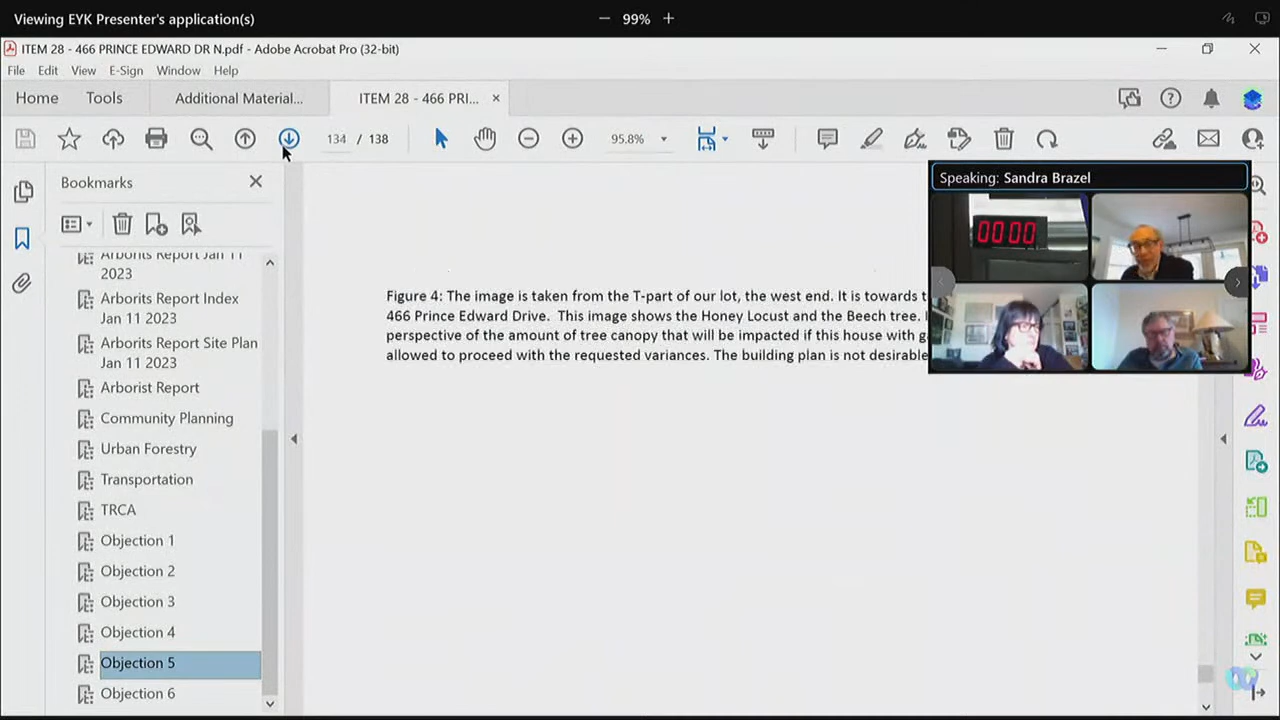 Viewing EYK Presenter's application(s)
99%
ITEM 28 - 466 PRINCE EDWARD DR N.pdf - Adobe Acrobat Pro (32-bit)
File Edit View E-Sign Window Help
Home Tools Additional Material... ITEM 28 - 466 PRI...
134 / 138 95.8%
Bookmarks
Arborits Report Jan 11
2023
Arborits Report Index
Jan 11 2023
Arborits Report Site Plan
Jan 11 2023
Arborist Report
Community Planning
Urban Forestry
Transportation
TRCA
Objection 1
Objection 2
Objection 3
Objection 4
Objection 5
Objection 6
Speaking: Sandra Brazel
00:00
Figure 4: The image is taken from the T-part of our lot, the west end. It is towards
466 Prince Edward Drive. This image shows the Honey Locust and the Beech tree.
perspective of the amount of tree canopy that will be impacted if this house with
allowed to proceed with the requested variances. The building plan is not desirable